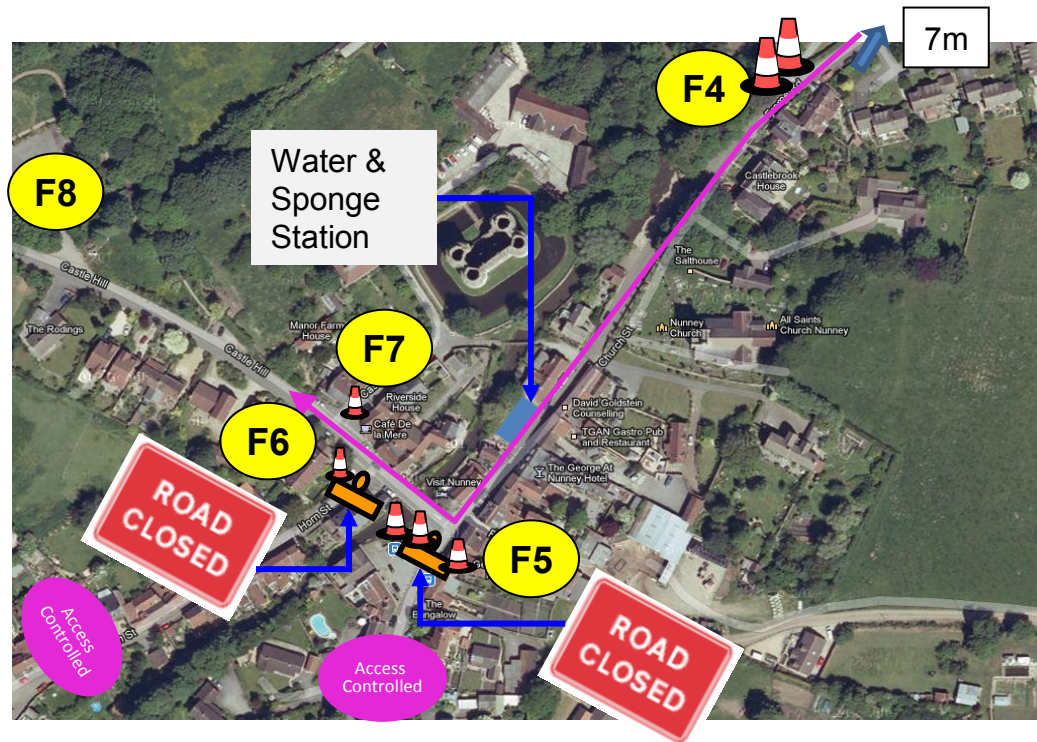 7m
F4
Water &
Sponge
Station
F8
Castlebrook
House
The
Salthouse
Castle Hill
The Rodings
Manor Farm
House
Nunney
Church
All Saints
Church Nunney
Church St
Castle Hill
F7
Riverside
House
David Goldstein
Counselling
Café De
la Mere
TGAN Gastro Pub
and Restaurant
F6
The George At
Nunney Hotel
Visit Nunney
ROAD
CLOSED
Horn St
F5
The
Bungalow
Access
Controlled
Access
Controlled
ROAD
CLOSED